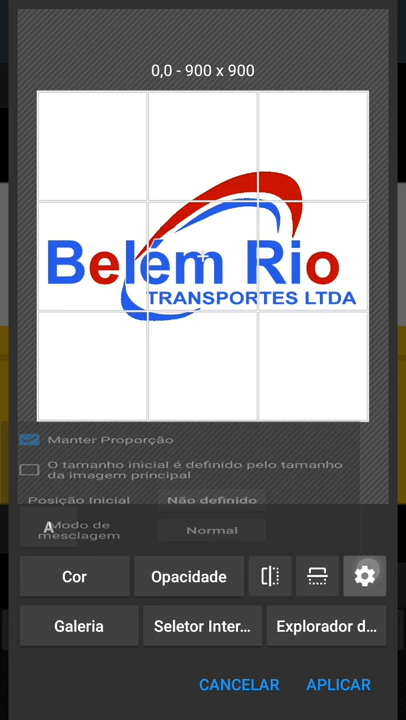 0,0 - 900 x 900
Belém Rio
TRANSPORTES LTDA
Manter Proporção
O tamanho inicial é definido pelo tamanho
da imagem principal
Posição Inicial Não definido
A
Modo de
mesclagem Normal
Cor Opacidade
Galeria Seletor Inter... Explorador d...
CANCELAR APLICAR